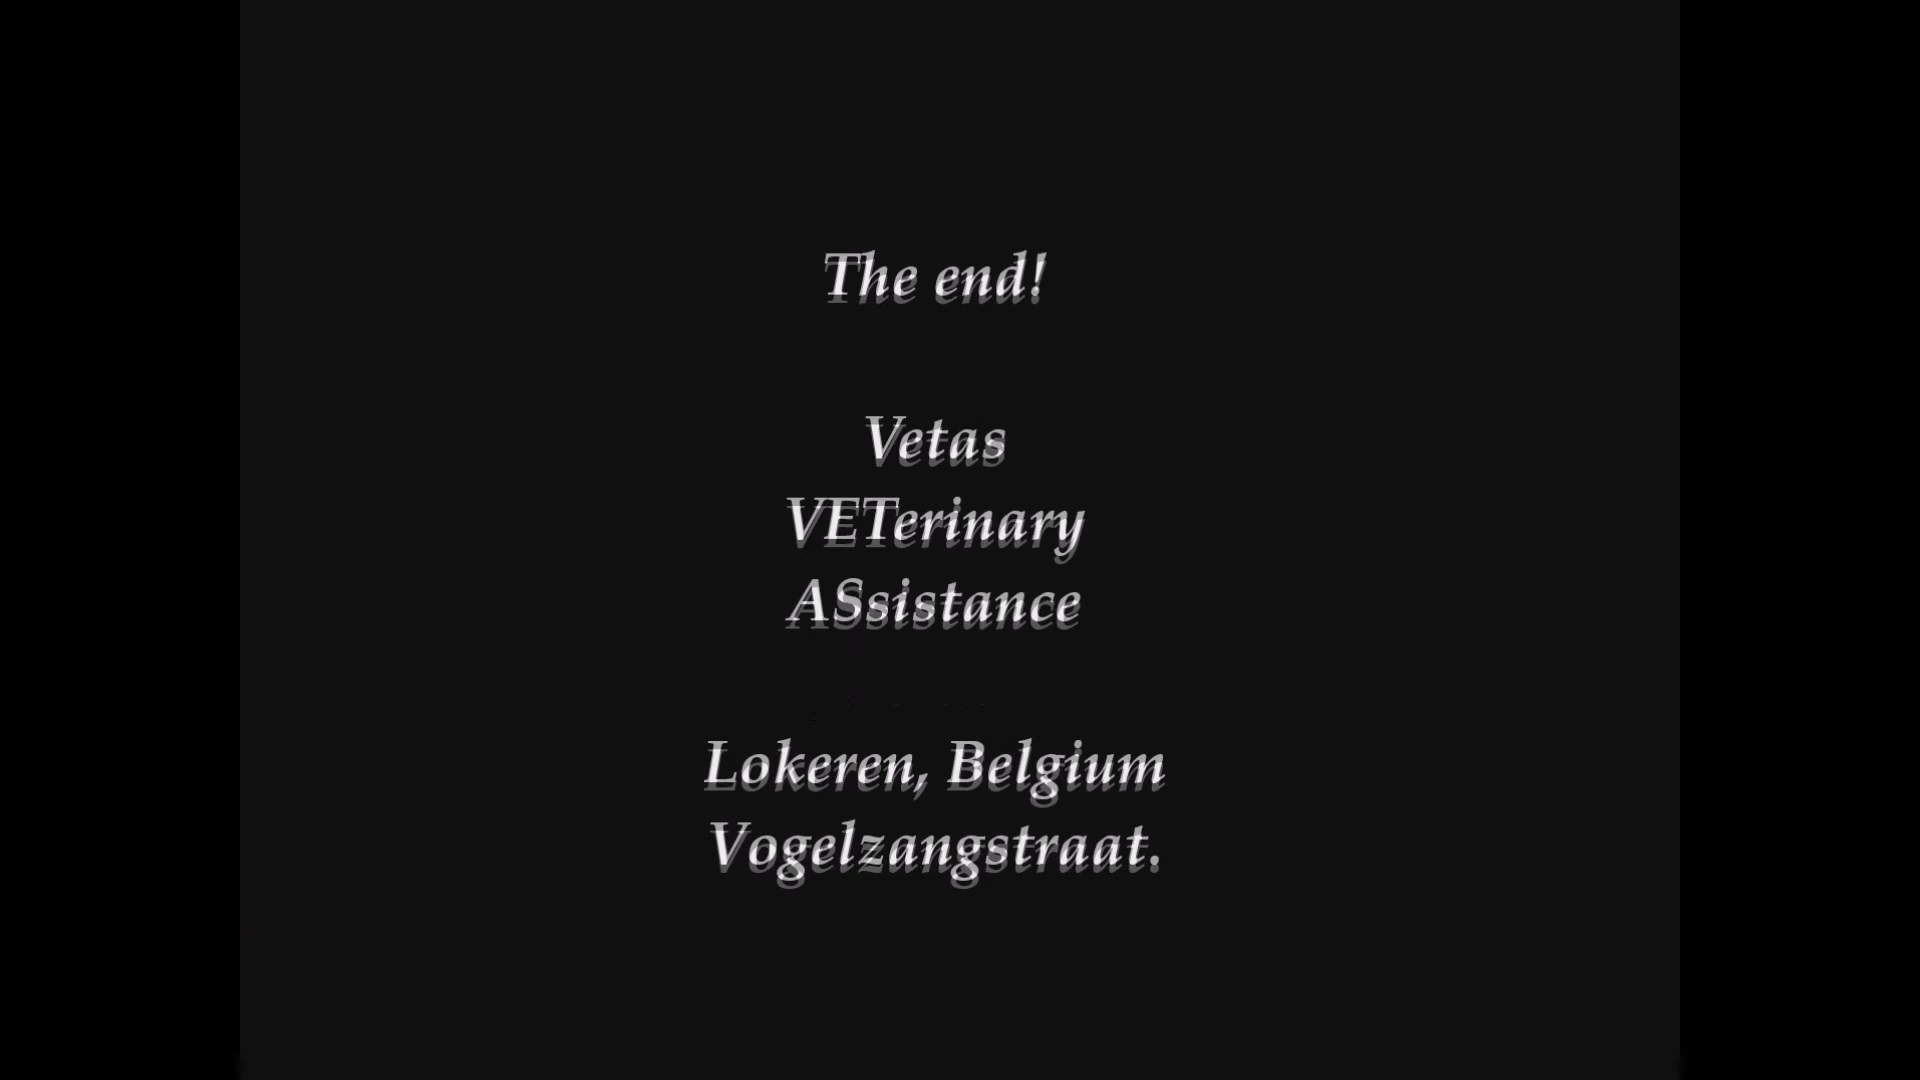 The end!
Vetas
VETerinary
ASsistance
Lokeren, Belgium
Vogelzangstraat.